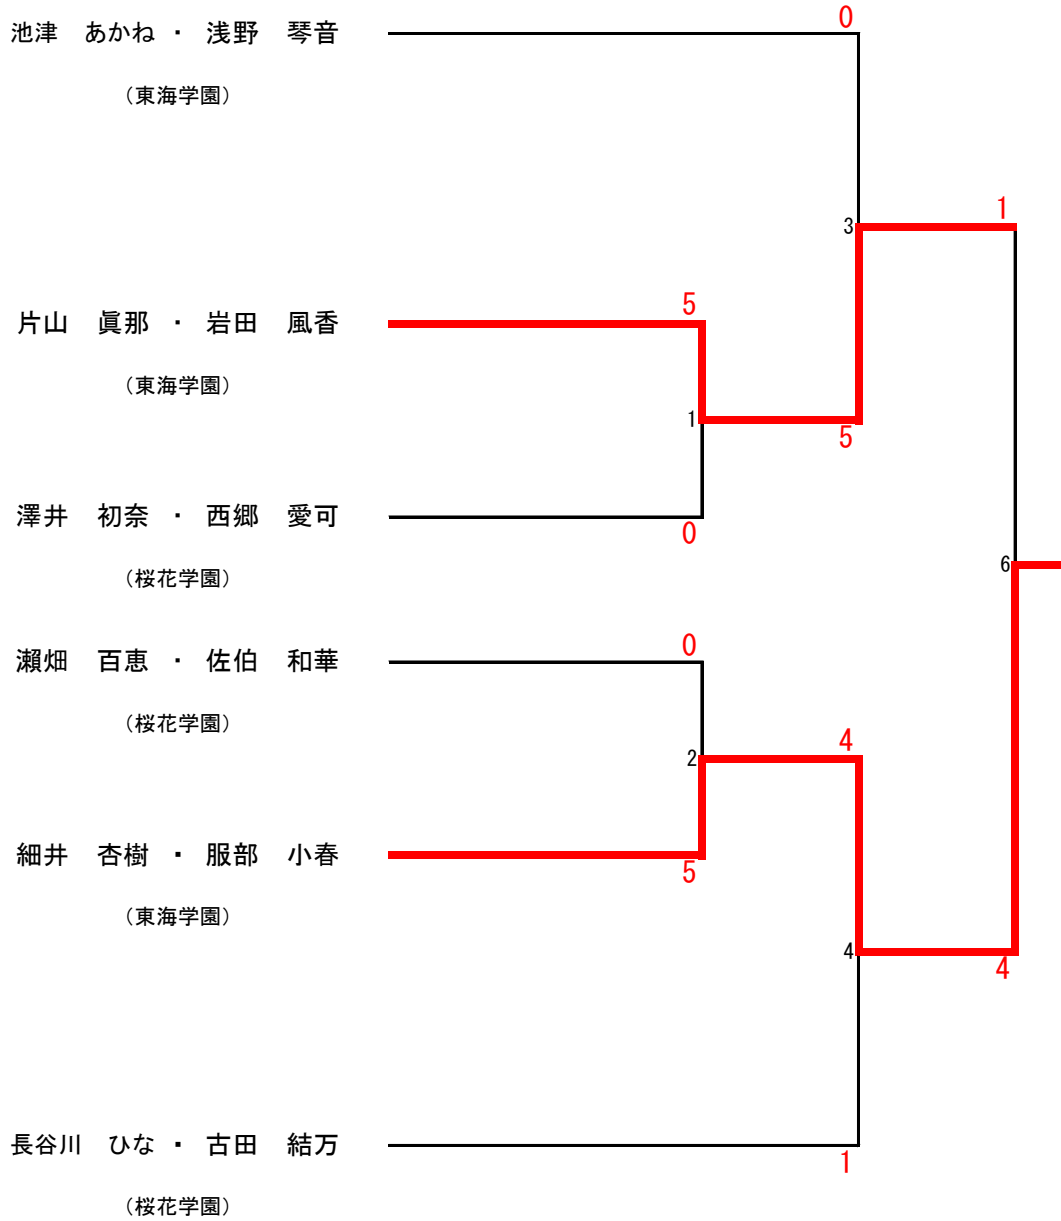 0
池津　あかね ・ 浅野　琴音
（東海学園）
3
1
片山　眞那 ・ 岩田　風香
5
（東海学園）
1
5
澤井　初奈 ・ 西郷　愛可
0
（桜花学園）
6
瀬畑　百恵 ・ 佐伯　和華
0
（桜花学園）
2
4
細井　杏樹 ・ 服部　小春
5
（東海学園）
4
4
長谷川　ひな ・ 古田　結万
1
（桜花学園）